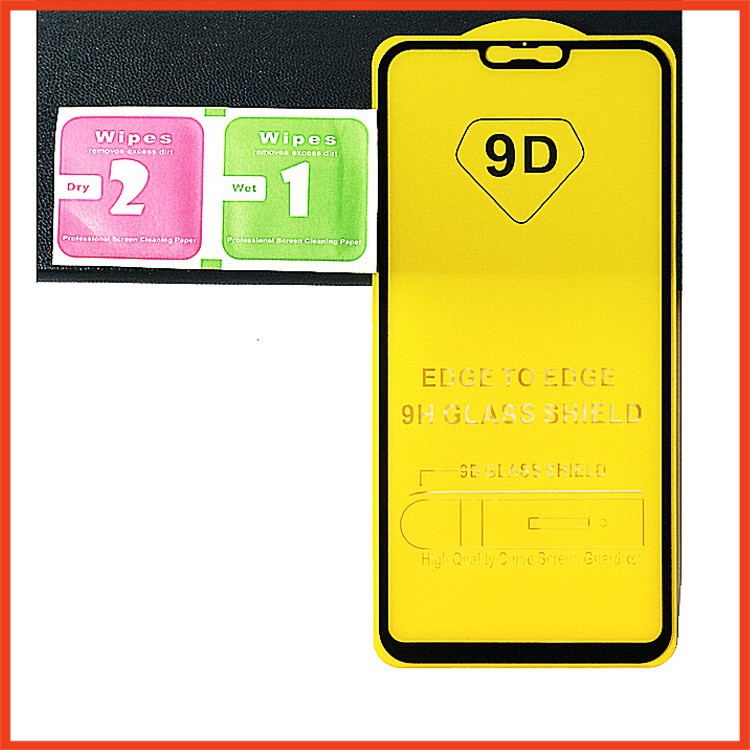 Wipes
removes excess dirt
Dry
2
Professional Screen Cleaning Paper
Wipes
removes excess dirt
Wet
1
Professional Screen Cleaning Paper
9D
EDGE TO EDGE
9H GLASS SHIELD
9D GLASS SHIELD
High Quality Curve Screen